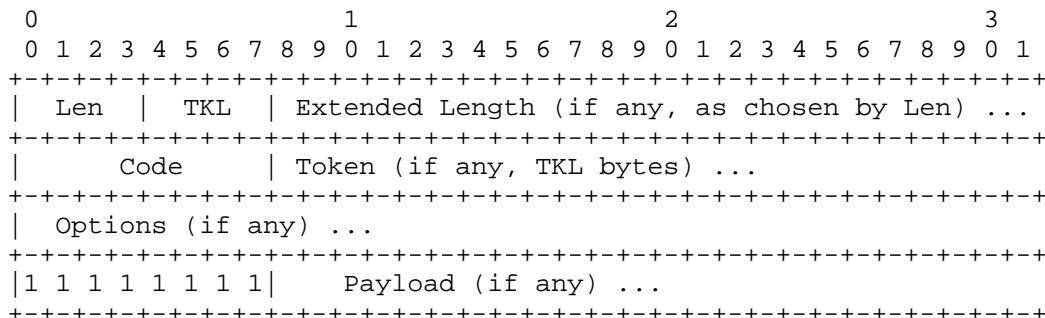 0                   1                   2                   3
 0 1 2 3 4 5 6 7 8 9 0 1 2 3 4 5 6 7 8 9 0 1 2 3 4 5 6 7 8 9 0 1
+-+-+-+-+-+-+-+-+-+-+-+-+-+-+-+-+-+-+-+-+-+-+-+-+-+-+-+-+-+-+-+-+
|  Len  |  TKL  | Extended Length (if any, as chosen by Len) ...
+-+-+-+-+-+-+-+-+-+-+-+-+-+-+-+-+-+-+-+-+-+-+-+-+-+-+-+-+-+-+-+-+
|      Code     | Token (if any, TKL bytes) ...
+-+-+-+-+-+-+-+-+-+-+-+-+-+-+-+-+-+-+-+-+-+-+-+-+-+-+-+-+-+-+-+-+
|  Options (if any) ...
+-+-+-+-+-+-+-+-+-+-+-+-+-+-+-+-+-+-+-+-+-+-+-+-+-+-+-+-+-+-+-+-+
|1 1 1 1 1 1 1 1|    Payload (if any) ...
+-+-+-+-+-+-+-+-+-+-+-+-+-+-+-+-+-+-+-+-+-+-+-+-+-+-+-+-+-+-+-+-+